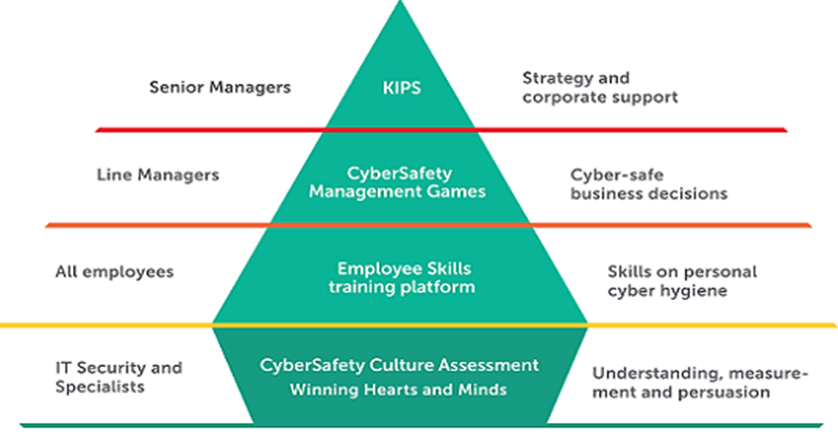 Senior Managers
KIPS
Strategy and
corporate support
Line Managers
CyberSafety
Management Games
Cyber-safe
business decisions
All employees
Employee Skills
training platform
Skills on personal
cyber hygiene
IT Security and
Specialists
CyberSafety Culture Assessment
Winning Hearts and Minds
Understanding, measure-
ment and persuasion